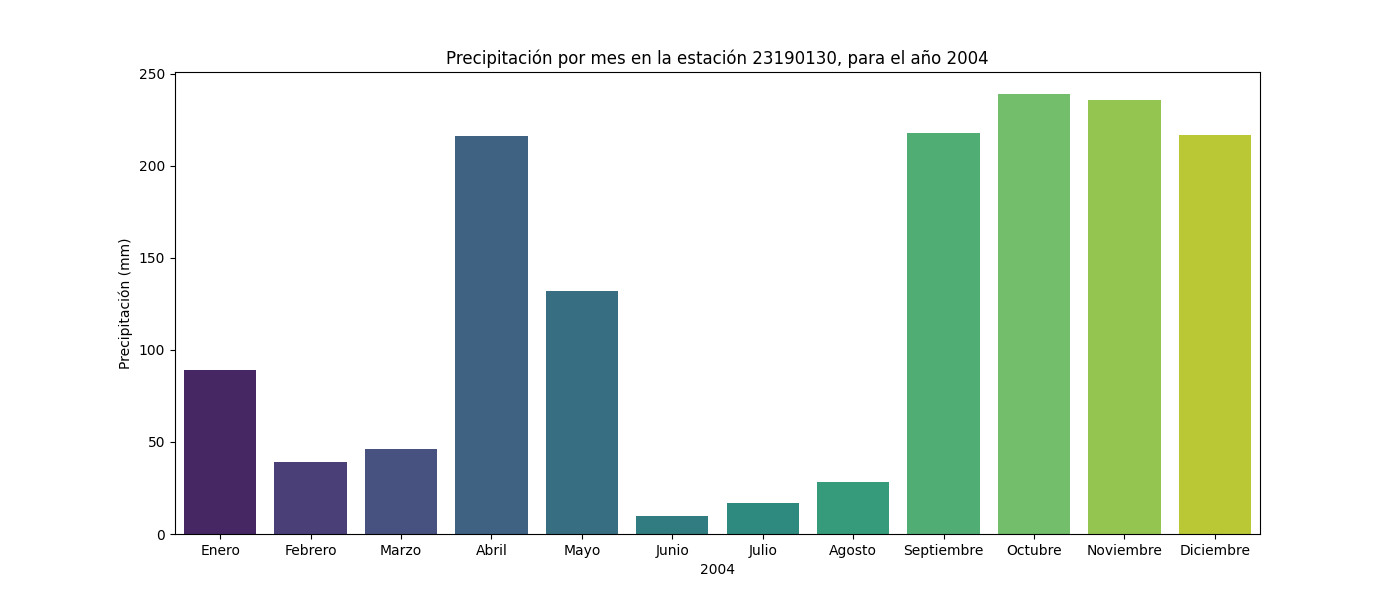 Precipitación por mes en la estación 23190130, para el año 2004
250
200
150
100
50
0
Precipitación (mm)
Enero Febrero Marzo Abril Mayo Junio Julio Agosto Septiembre Octubre Noviembre Diciembre
2004